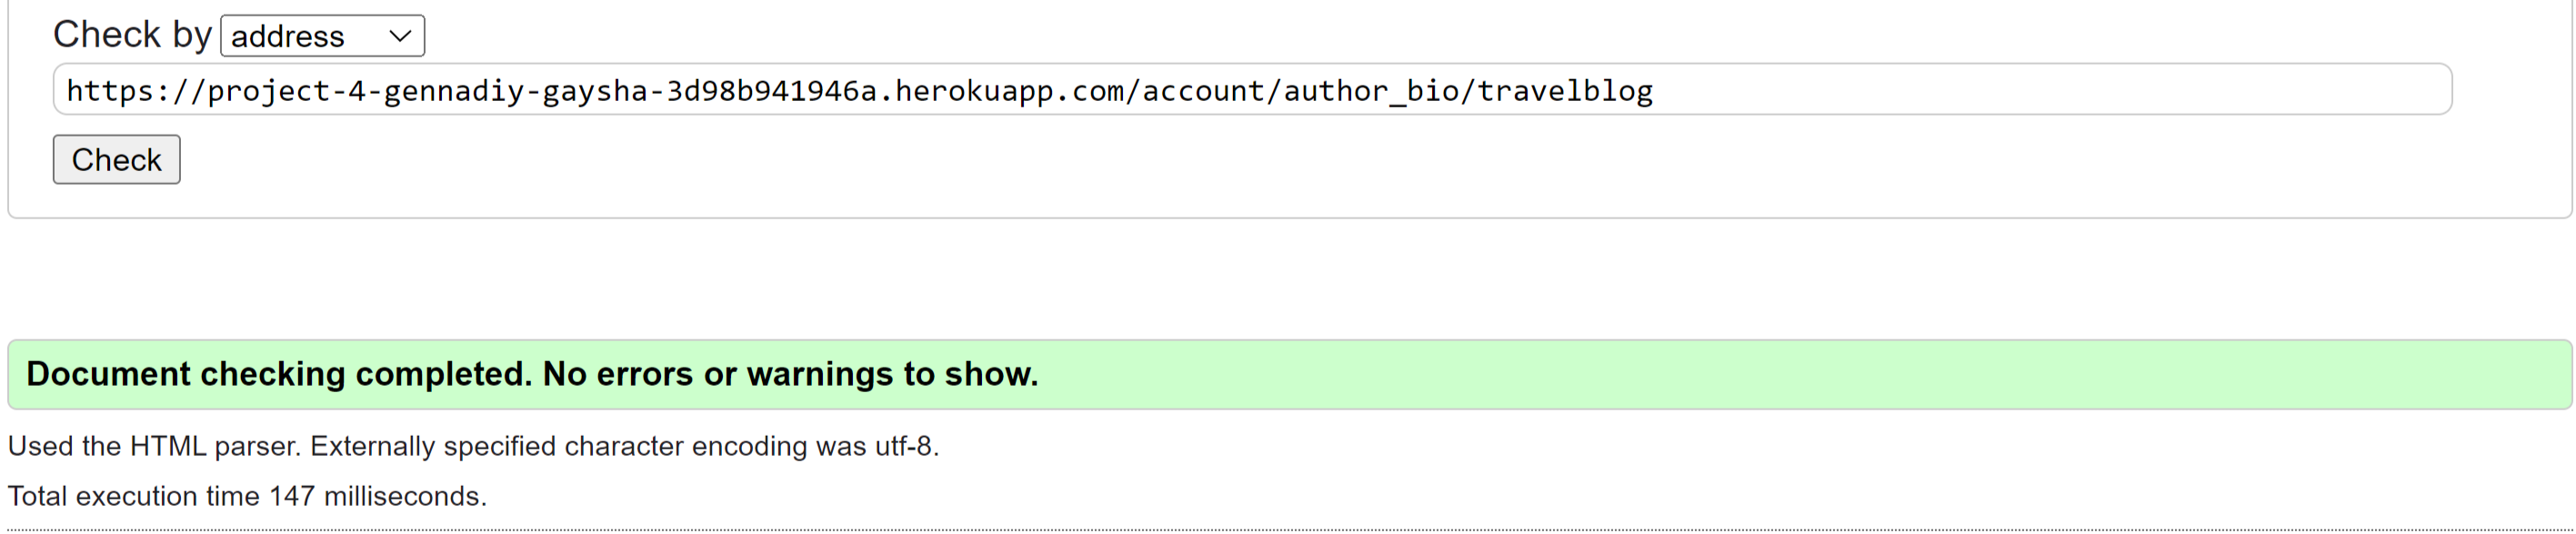 Check by address
https://project-4-gennadiy-gaysha-3d98b941946a.herokuapp.com/account/author_bio/travelblog
Check
Document checking completed. No errors or warnings to show.
Used the HTML parser. Externally specified character encoding was utf-8.
Total execution time 147 milliseconds.